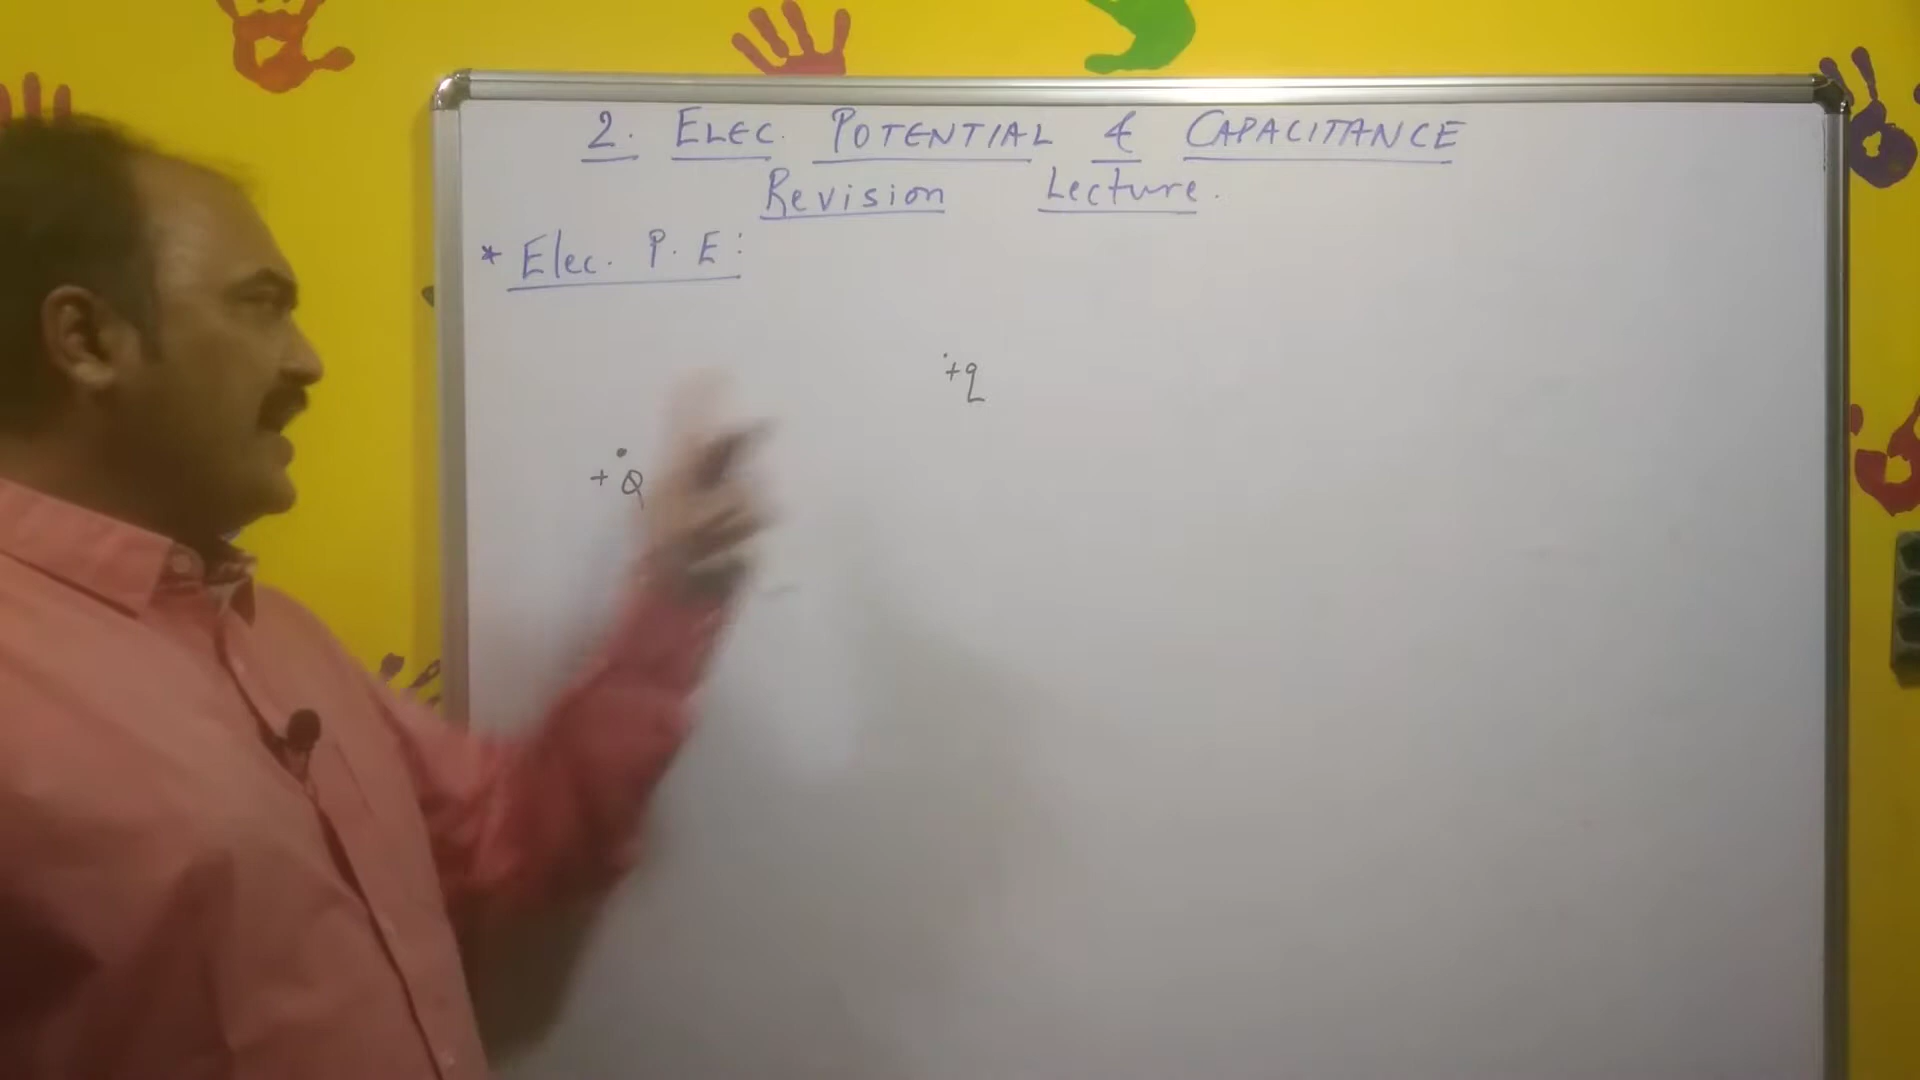 2. ELEC. POTENTIAL & CAPACITANCE
Revision Lecture.
* Elec. P.E:
+q
+Q